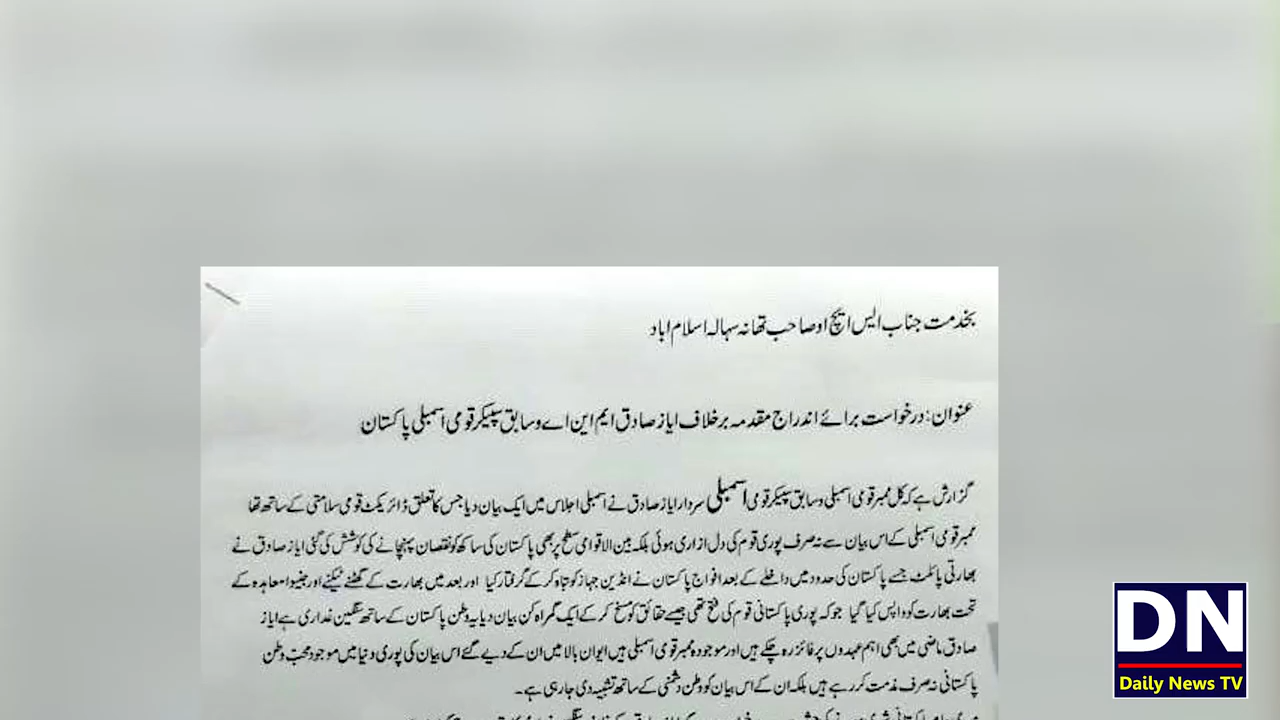 بخدمت جناب ایس ایچ او صاحب تھانہ سہالہ اسلام اباد
عنوان: درخواست برائے اندراج مقدمہ بر خلاف ایاز صادق ایم این اے و سابق سپیکر قومی اسمبلی پاکستان
گزارش ہے کہ کل ممبر قومی اسمبلی و سابق سپیکر قومی اسمبلی سردار ایاز صادق نے اسمبلی اجلاس میں ایک بیان دیا جس کا تعلق ڈائریکٹ قومی سلامتی کے ساتھ تھا
ممبر قومی اسمبلی کے اس بیان سے نہ صرف پوری قوم کی دل ازاری ہوئی بلکہ بین الاقوامی سطح پر بھی پاکستان کی ساکھ کو نقصان پہنچانے کی کوشش کی گئی ایاز صادق نے
بھارتی پائلٹ جسے پاکستان کی حدود میں داخلے کے بعد افواج پاکستان نے انڈین جہاز کو تباہ کر کے گرفتار کیا اور بعد میں بھارت کے گھٹنے ٹیکنے اور جنیوا معاہدہ کے
تحت بھارت کو واپس کیا گیا جو کہ پوری پاکستانی قوم کی فتح تھی جیسے حقائق کو مسخ کر کے ایک گمراہ کن بیان دیا یہ وطن پاکستان کے ساتھ سنگین غداری ہے ایاز
صادق ماضی میں بھی اہم عہدوں پر فائز رہ چکے ہیں اور موجودہ ممبر قومی اسمبلی ہیں ایوان بالا میں ان کے دیے گئے اس بیان کی پوری دنیا میں موجود محب وطن
پاکستانی نہ صرف مذمت کر رہے ہیں بلکہ ان کے اس بیان کو وطن دشمنی کے ساتھ تشبیہ دی جا رہی ہے۔
DN
Daily News TV